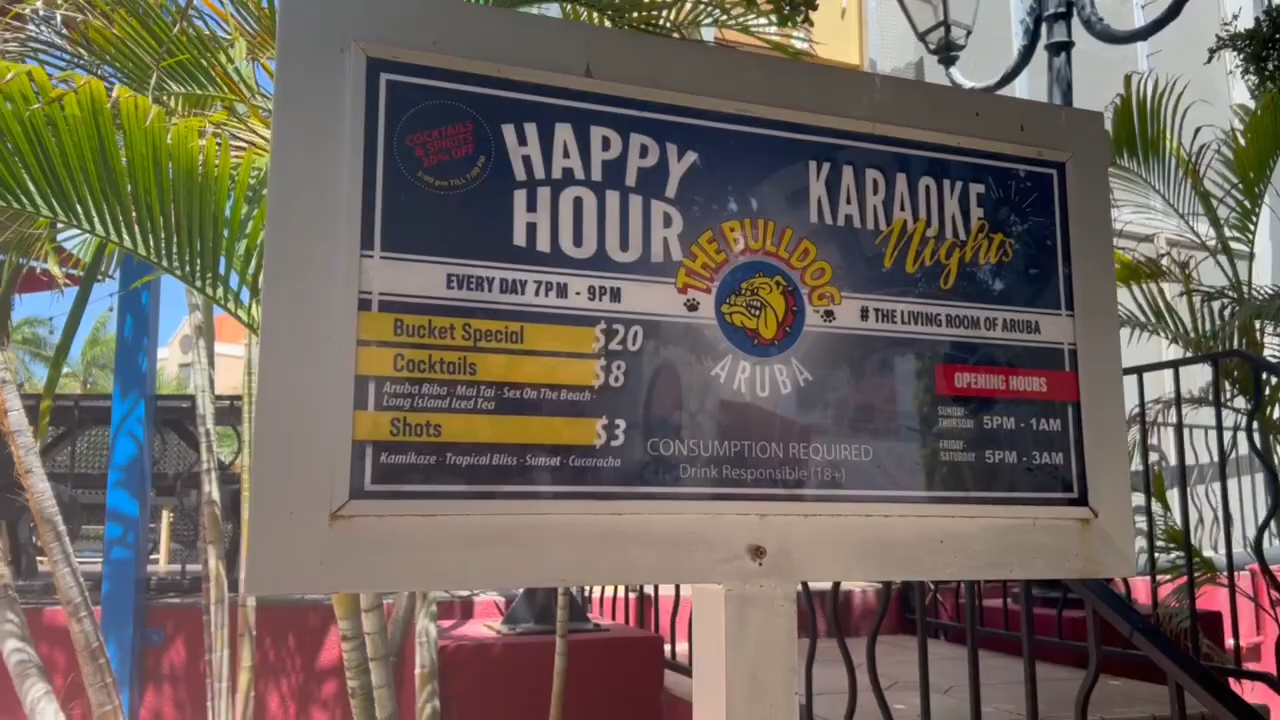 COCKTAILS
& SPIRITS
20% OFF
5:00 pm TILL 7:00 PM
HAPPY
HOUR
KARAOKE
Nights
THE BULLDOG
ARUBA
EVERY DAY 7PM - 9PM
# THE LIVING ROOM OF ARUBA
Bucket Special $20
Cocktails $8
Aruba Riba - Mai Tai - Sex On The Beach -
Long Island Iced Tea
Shots $3
Kamikaze - Tropical Bliss - Sunset - Cucaracha
CONSUMPTION REQUIRED
Drink Responsible (18+)
OPENING HOURS
SUNDAY-
THURSDAY 5PM - 1AM
FRIDAY-
SATURDAY 5PM - 3AM